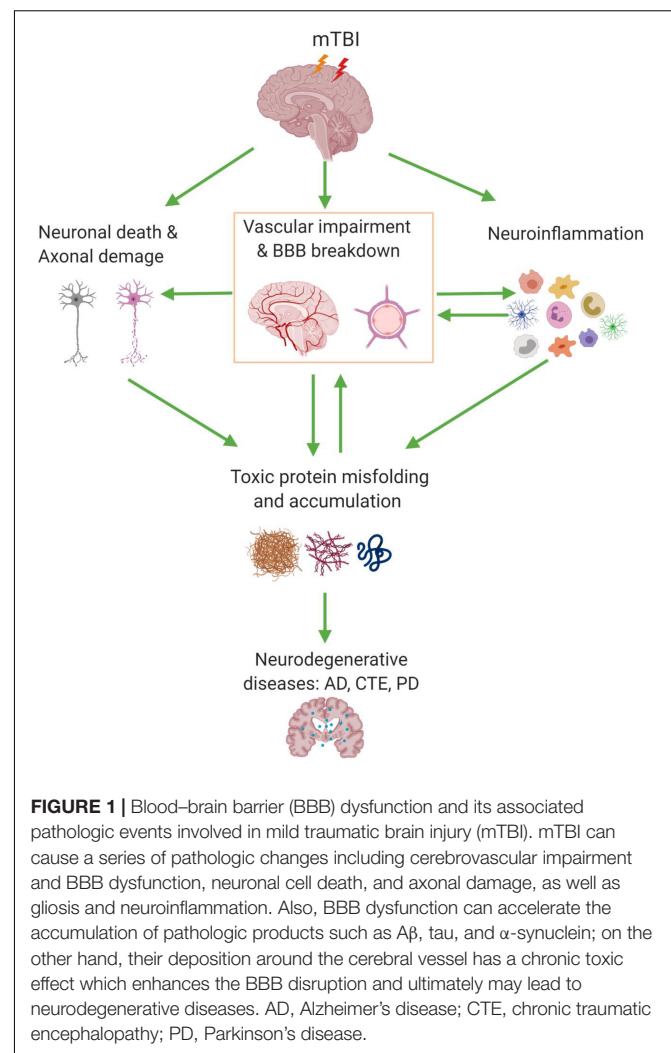 mTBI
Neuronal death &
Axonal demage
Vascular impairment
& BBB breakdown
Neuroinflammation
Toxic protein misfolding
and accumulation
Neurodegenerative
diseases: AD, CTE, PD
FIGURE 1 | Blood–brain barrier (BBB) dysfunction and its associated
pathologic events involved in mild traumatic brain injury (mTBI). mTBI can
cause a series of pathologic changes including cerebrovascular impairment
and BBB dysfunction, neuronal cell death, and axonal damage, as well as
gliosis and neuroinflammation. Also, BBB dysfunction can accelerate the
accumulation of pathologic products such as Aβ, tau, and α-synuclein; on the
other hand, their deposition around the cerebral vessel has a chronic toxic
effect which enhances the BBB disruption and ultimately may lead to
neurodegenerative diseases. AD, Alzheimer's disease; CTE, chronic traumatic
encephalopathy; PD, Parkinson's disease.